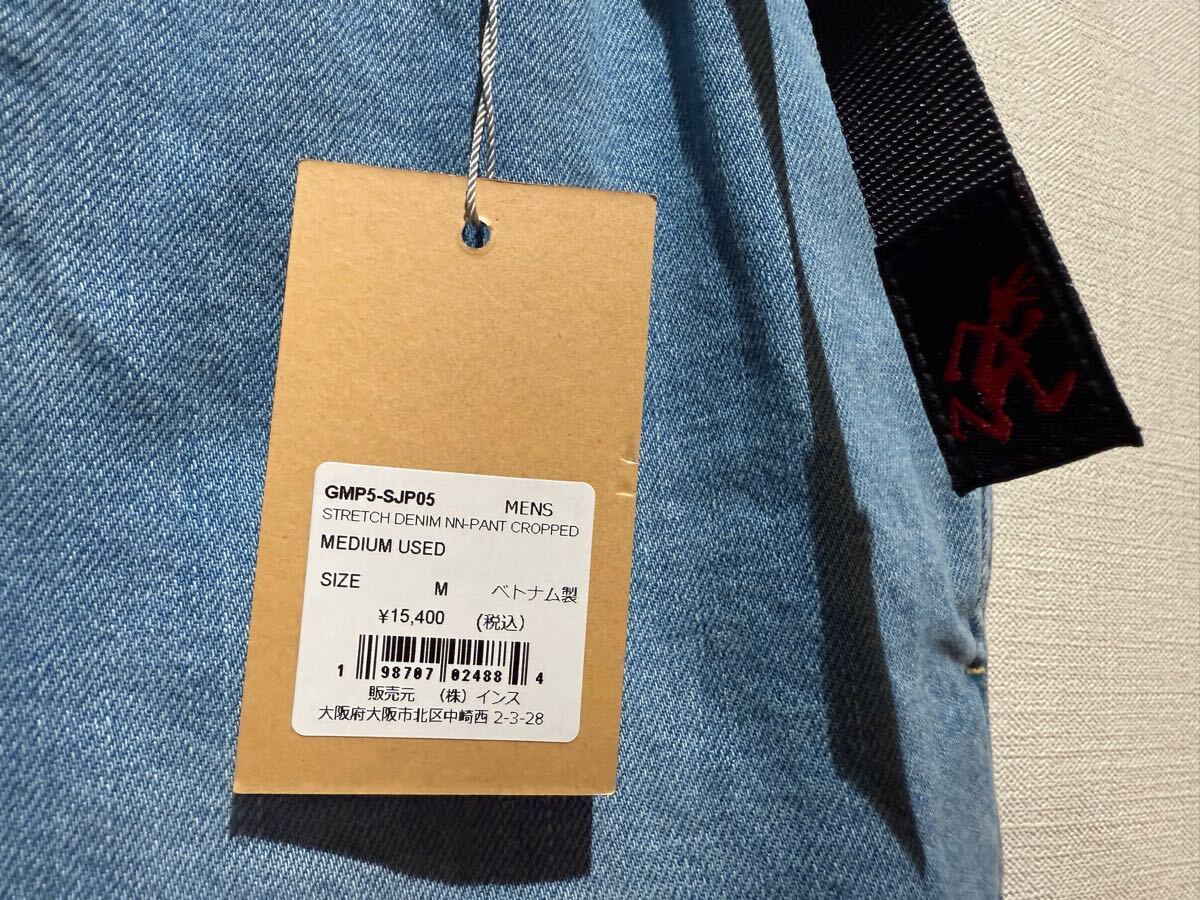 GMP5-SJP05 MENS
STRETCH DENIM NN-PANT CROPPED
MEDIUM USED
SIZE M ベトナム製
¥15,400 (税込)
1 98707 02488 4
販売元 (株) インス
大阪府大阪市北区中崎西 2-3-28